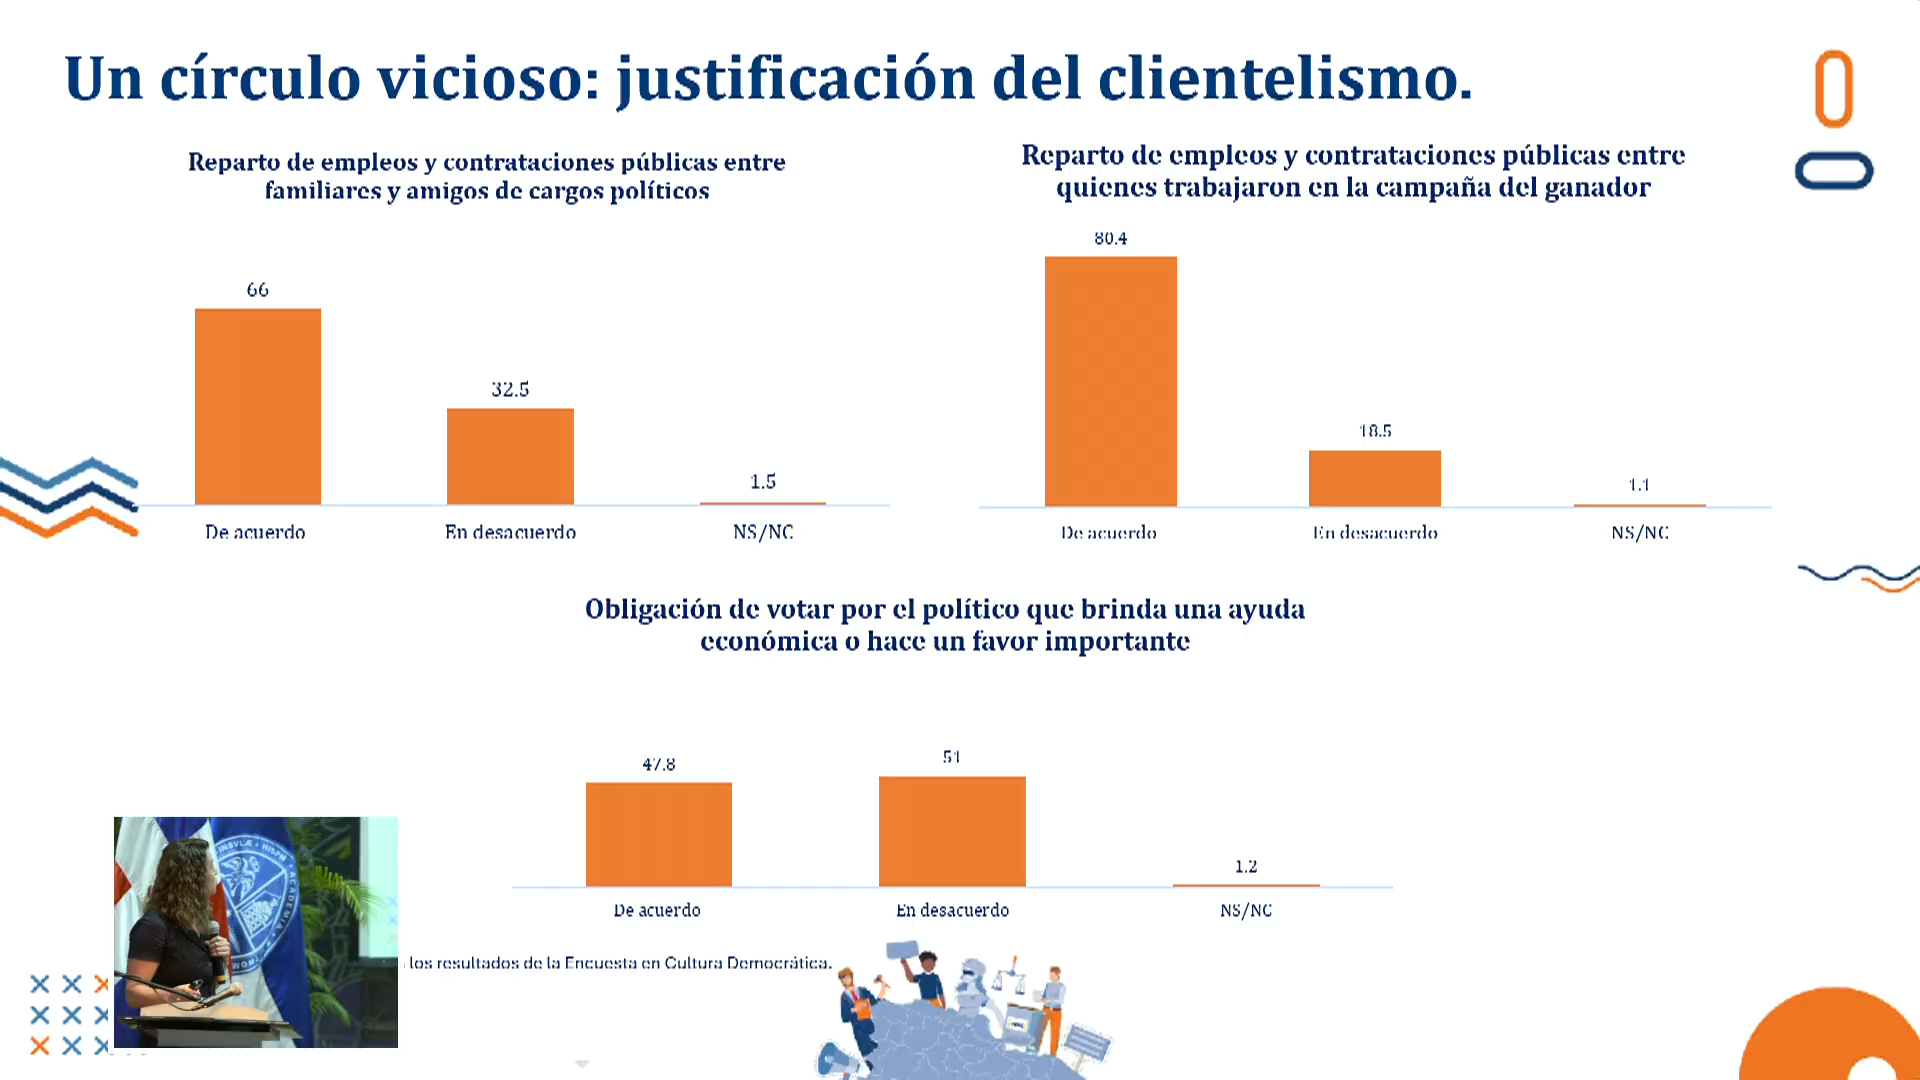 Un círculo vicioso: justificación del clientelismo.
Reparto de empleos y contrataciones públicas entre
familiares y amigos de cargos políticos
66
32.5
1.5
De acuerdo
En desacuerdo
NS/NC
Reparto de empleos y contrataciones públicas entre
quienes trabajaron en la campaña del ganador
80.4
18.5
1.1
De acuerdo
En desacuerdo
NS/NC
Obligación de votar por el político que brinda una ayuda
económica o hace un favor importante
47.8
51
1.2
De acuerdo
En desacuerdo
NS/NC
los resultados de la Encuesta en Cultura Democrática.